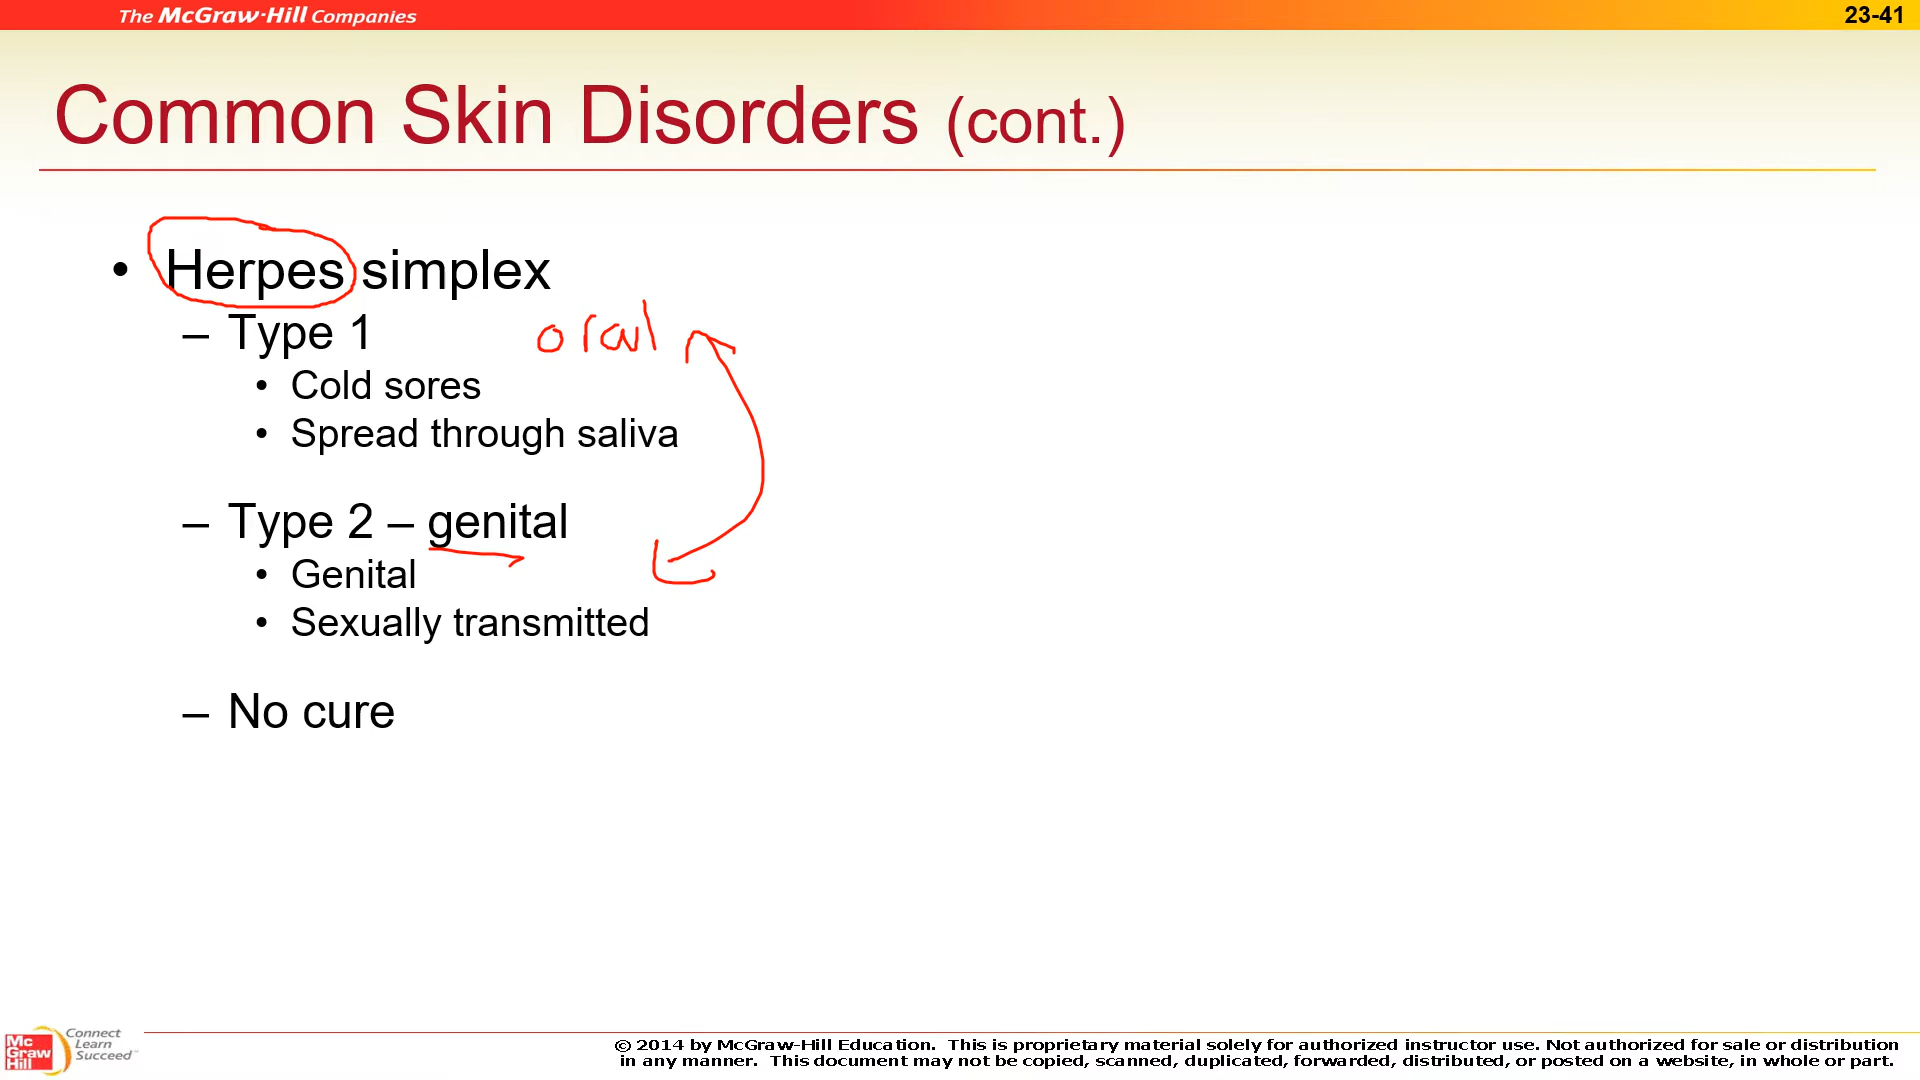 The McGraw-Hill Companies
23-41
Common Skin Disorders (cont.)
• Herpes simplex
– Type 1 oral
• Cold sores
• Spread through saliva
– Type 2 – genital
• Genital
• Sexually transmitted
– No cure
Mc
Graw
Hill
Connect
Learn
Succeed™
© 2014 by McGraw-Hill Education. This is proprietary material solely for authorized instructor use. Not authorized for sale or distribution
in any manner. This document may not be copied, scanned, duplicated, forwarded, distributed, or posted on a website, in whole or part.